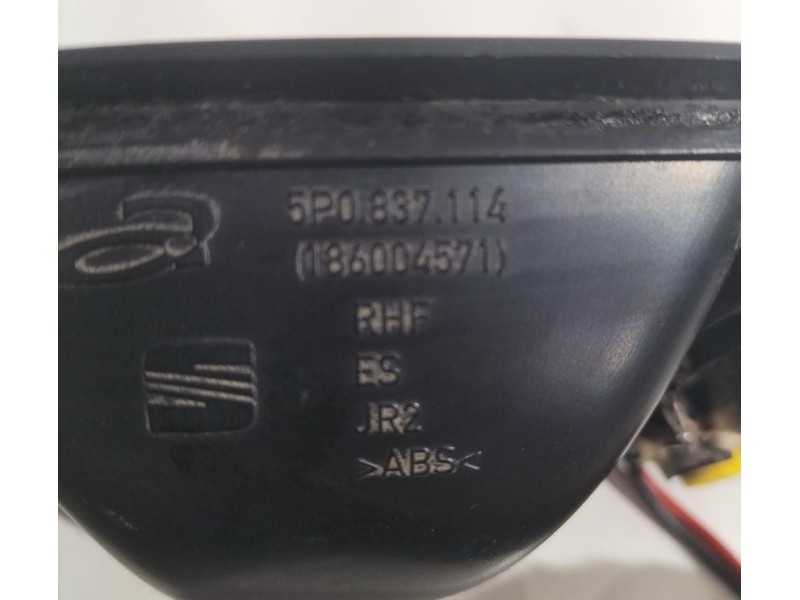 5P0.837.114
(186004571)
RHF
ES
JR2
>ABS<